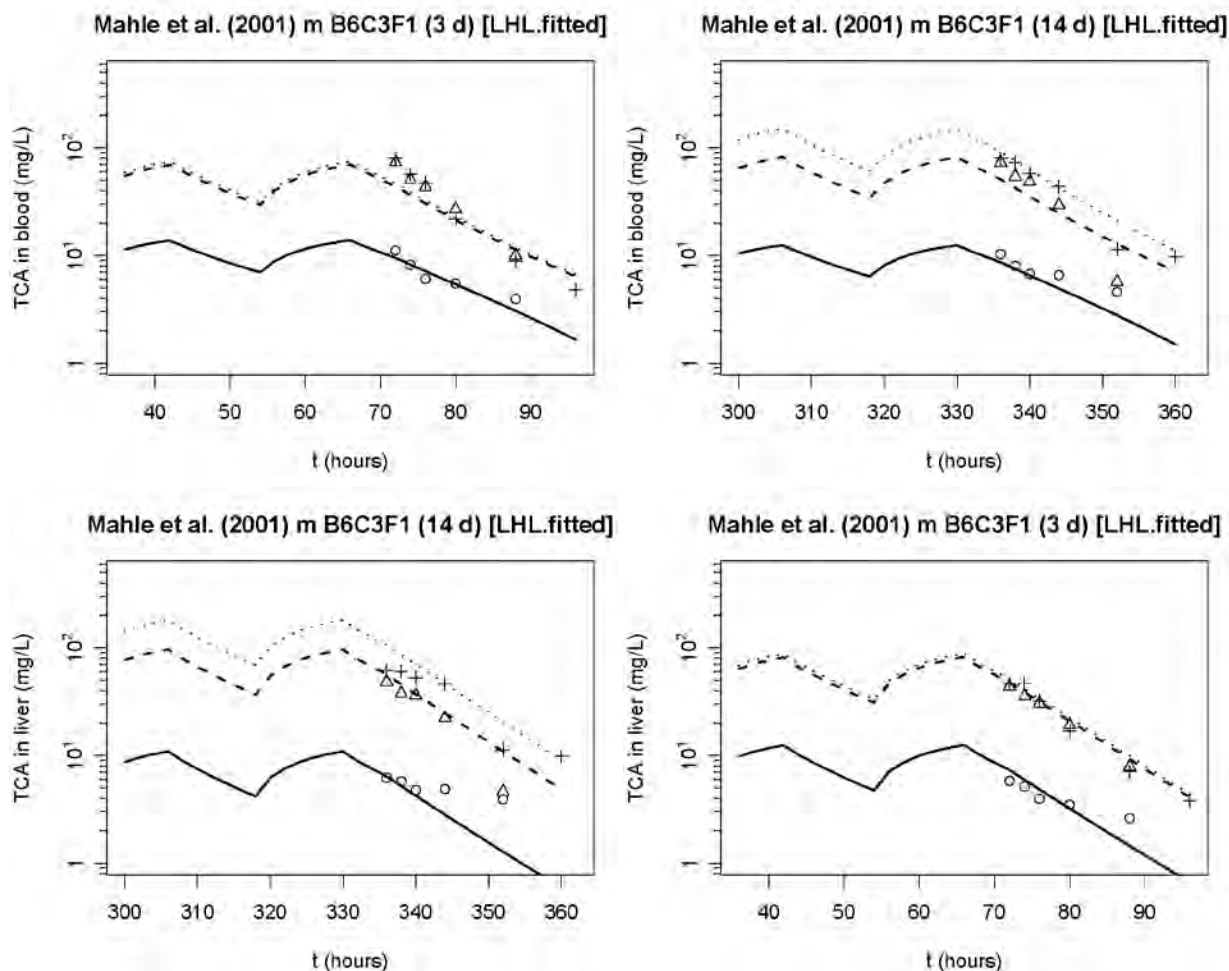 Mahle et al. (2001) m B6C3F1 (3 d) [LHL.fitted]
TCA in blood (mg/L)
10²
10
1
40 50 60 70 80 90
t (hours)
Mahle et al. (2001) m B6C3F1 (14 d) [LHL.fitted]
TCA in blood (mg/L)
10²
10
1
300 310 320 330 340 350 360
t (hours)
Mahle et al. (2001) m B6C3F1 (14 d) [LHL.fitted]
TCA in liver (mg/L)
10²
10
1
300 310 320 330 340 350 360
t (hours)
Mahle et al. (2001) m B6C3F1 (3 d) [LHL.fitted]
TCA in liver (mg/L)
10²
10
1
40 50 60 70 80 90
t (hours)